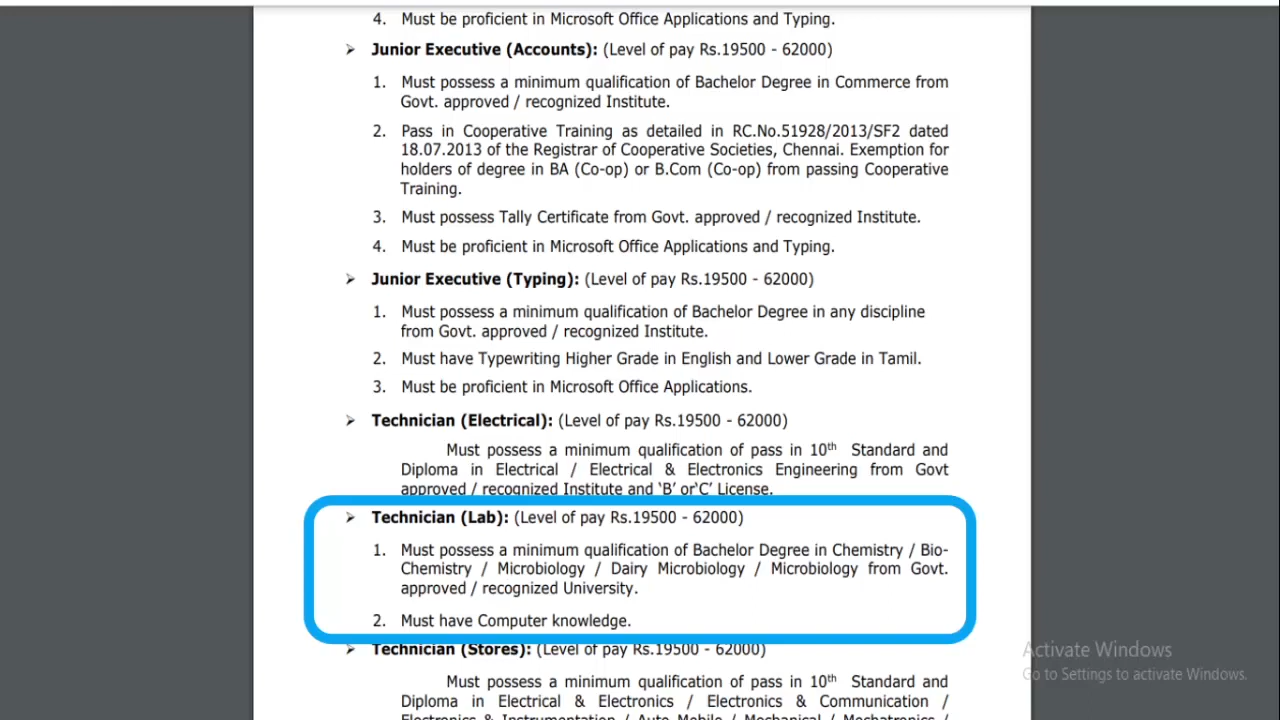 4. Must be proficient in Microsoft Office Applications and Typing.
➢ Junior Executive (Accounts): (Level of pay Rs.19500 - 62000)
1. Must possess a minimum qualification of Bachelor Degree in Commerce from
Govt. approved / recognized Institute.
2. Pass in Cooperative Training as detailed in RC.No.51928/2013/SF2 dated
18.07.2013 of the Registrar of Cooperative Societies, Chennai. Exemption for
holders of degree in BA (Co-op) or B.Com (Co-op) from passing Cooperative
Training.
3. Must possess Tally Certificate from Govt. approved / recognized Institute.
4. Must be proficient in Microsoft Office Applications and Typing.
➢ Junior Executive (Typing): (Level of pay Rs.19500 - 62000)
1. Must possess a minimum qualification of Bachelor Degree in any discipline
from Govt. approved / recognized Institute.
2. Must have Typewriting Higher Grade in English and Lower Grade in Tamil.
3. Must be proficient in Microsoft Office Applications.
➢ Technician (Electrical): (Level of pay Rs.19500 - 62000)
Must possess a minimum qualification of pass in 10th Standard and
Diploma in Electrical / Electrical & Electronics Engineering from Govt
approved / recognized Institute and ‘B’ or‘C’ License.
➢ Technician (Lab): (Level of pay Rs.19500 - 62000)
1. Must possess a minimum qualification of Bachelor Degree in Chemistry / Bio-
Chemistry / Microbiology / Dairy Microbiology / Microbiology from Govt.
approved / recognized University.
2. Must have Computer knowledge.
➢ Technician (Stores): (Level of pay Rs.19500 - 62000)
Must possess a minimum qualification of pass in 10th Standard and
Diploma in Electrical & Electronics / Electronics & Communication /
Electronics & Instrumentation / Auto Mobile / Mechanical / Mechatronics /
Activate Windows
Go to Settings to activate Windows.